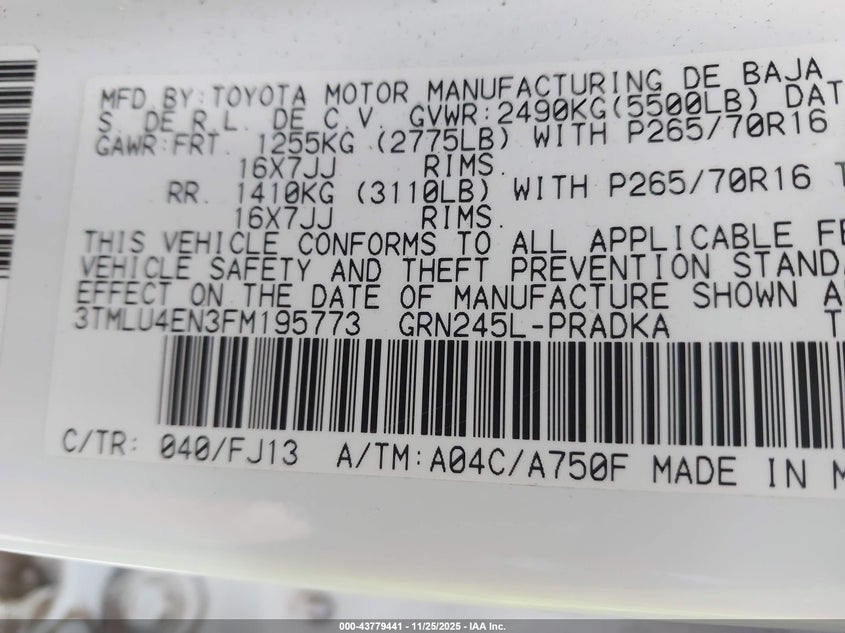 MFD. BY: TOYOTA MOTOR MANUFACTURING DE BAJA
S. DE R.L. DE C.V. GVWR:2490KG(5500LB) DAT
GAWR:FRT. 1255KG (2775LB) WITH P265/70R16
16X7JJ RIMS.
RR. 1410KG (3110LB) WITH P265/70R16 T
16X7JJ RIMS.
THIS VEHICLE CONFORMS TO ALL APPLICABLE FE
VEHICLE SAFETY AND THEFT PREVENTION STANDA
EFFECT ON THE DATE OF MANUFACTURE SHOWN A
3TMLU4EN3FM195773 GRN245L-PRADKA T
C/TR: 040/FJ13 A/TM:A04C/A750F MADE IN M
000-43779441 - 11/25/2025 - IAA Inc.